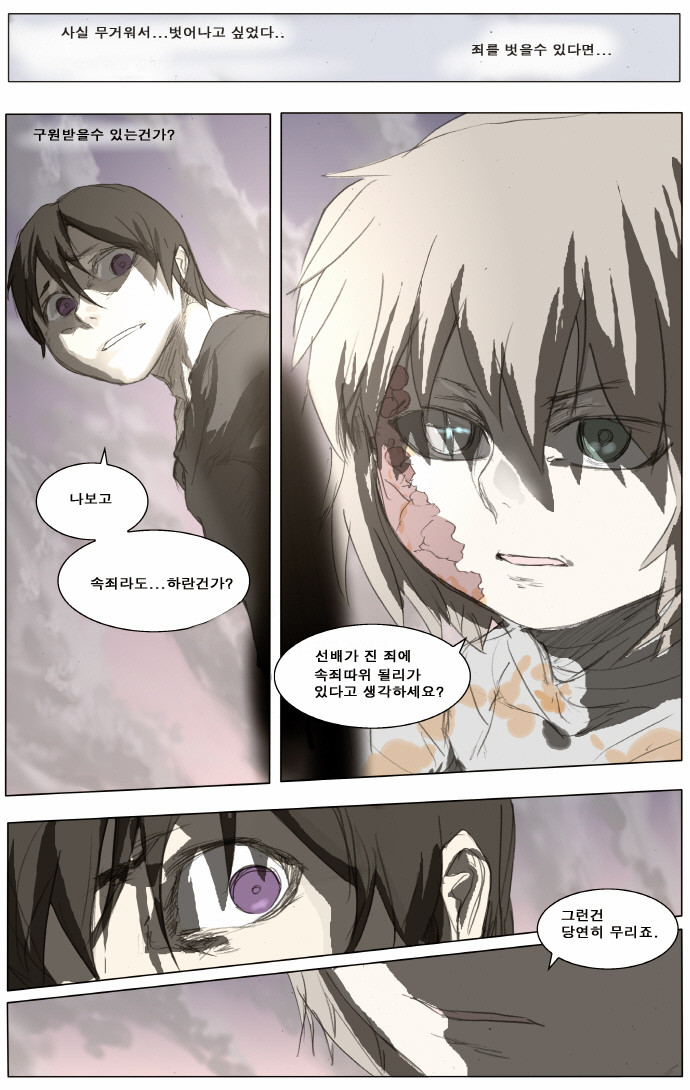 사실 무거워서...벗어나고 싶었다..
죄를 벗을수 있다면...
구원받을수 있는건가?
나보고
속죄라도...하란건가?
선배가 진 죄에
속죄따위 될리가
있다고 생각하세요?
그런건
당연히 무리죠.